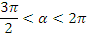 3π/2 < α < 2π